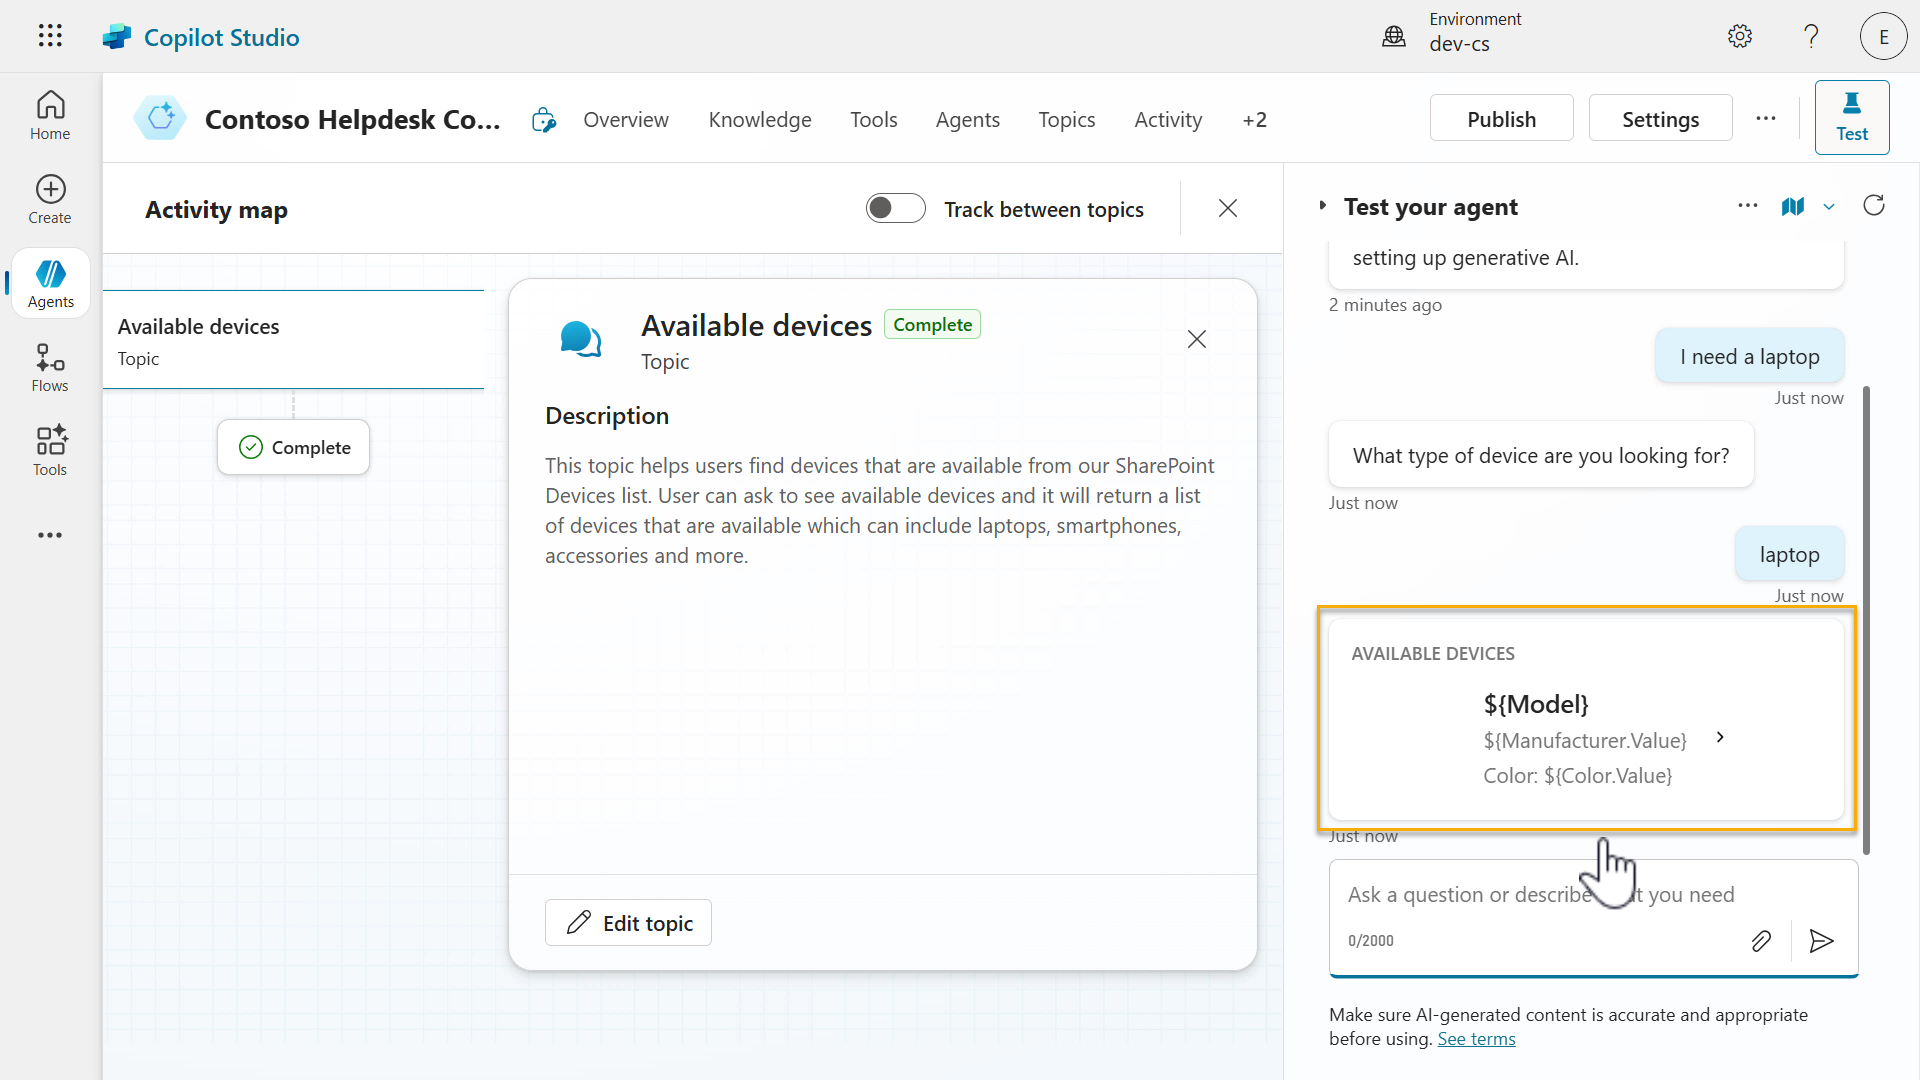 Copilot Studio
Environment
dev-cs
E
Home
Create
Agents
Flows
Tools
Contoso Helpdesk Co...
Overview
Knowledge
Tools
Agents
Topics
Activity
+2
Publish
Settings
Test
Activity map
Track between topics
Available devices
Topic
Complete
Available devices
Complete
Topic
Description
This topic helps users find devices that are available from our SharePoint
Devices list. User can ask to see available devices and it will return a list
of devices that are available which can include laptops, smartphones,
accessories and more.
Edit topic
Test your agent
setting up generative AI.
2 minutes ago
I need a laptop
Just now
What type of device are you looking for?
Just now
laptop
Just now
AVAILABLE DEVICES
${Model}
${Manufacturer.Value}
Color: ${Color.Value}
Just now
Ask a question or describe you need
0/2000
Make sure AI-generated content is accurate and appropriate
before using. See terms